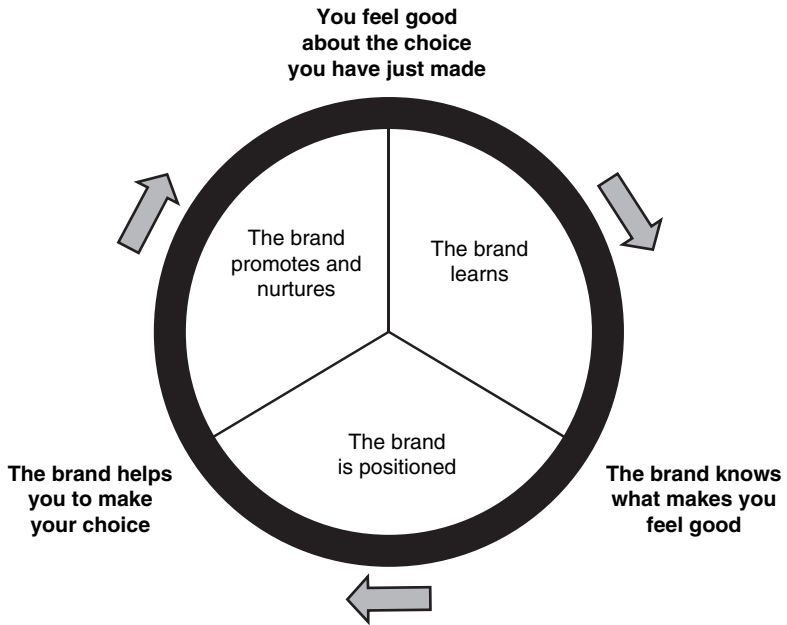 You feel good
about the choice
you have just made
The brand
promotes and
nurtures
The brand
learns
The brand
is positioned
The brand helps
you to make
your choice
The brand knows
what makes you
feel good